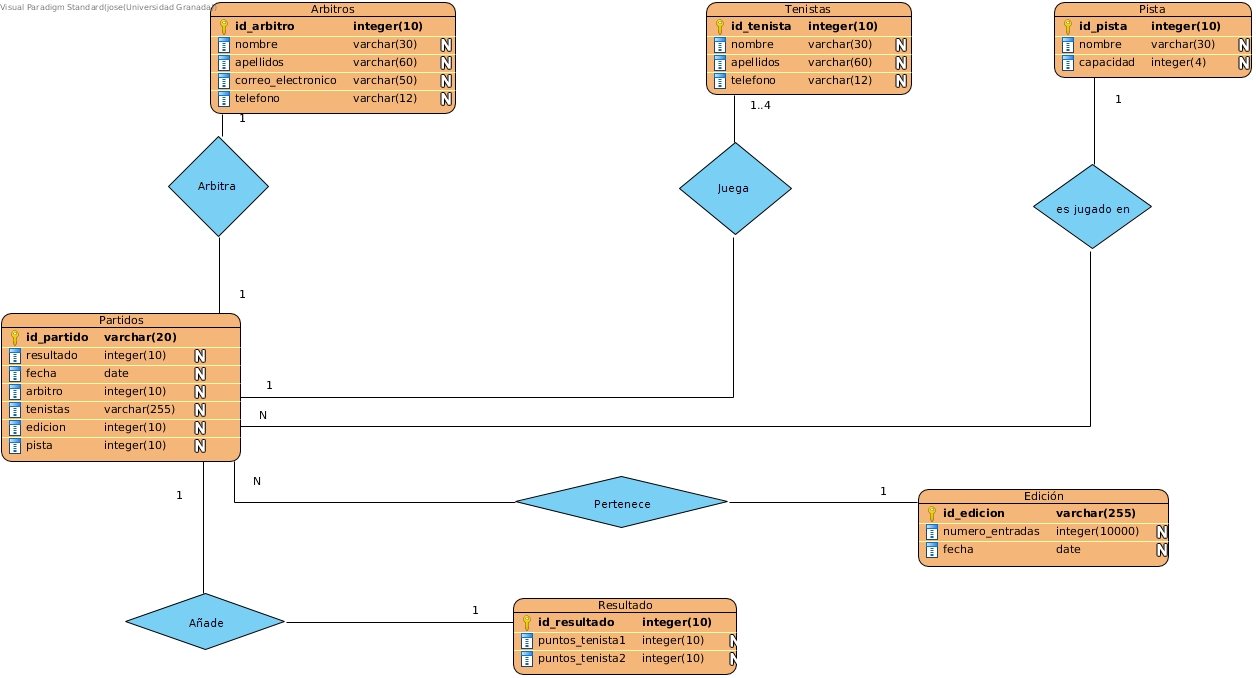 Visual Paradigm Standard(jose(Universidad Granada))
Arbitros
id_arbitro integer(10)
nombre varchar(30) N
apellidos varchar(60) N
correo_electronico varchar(50) N
telefono varchar(12) N
Tenistas
id_tenista integer(10)
nombre varchar(30) N
apellidos varchar(60) N
telefono varchar(12) N
Pista
id_pista integer(10)
nombre varchar(30) N
capacidad integer(4) N
1
1..4
1
Arbitra
Juega
es jugado en
1
Partidos
id_partido varchar(20)
resultado integer(10) N
fecha date N
arbitro integer(10) N
tenistas varchar(255) N
edicion integer(10) N
pista integer(10) N
1
N
1
N
Pertenece
1
Edición
id_edicion varchar(255)
numero_entradas integer(10000) N
fecha date N
Añade
1
Resultado
id_resultado integer(10)
puntos_tenista1 integer(10) N
puntos_tenista2 integer(10) N